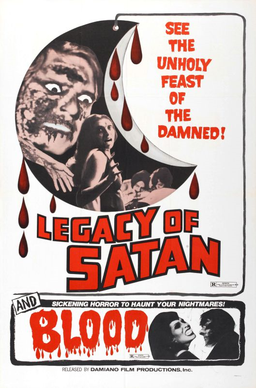 SEE
THE
UNHOLY
FEAST
OF THE
DAMNED!
LEGACY OF
SATAN
R
AND
SICKENING HORROR TO HAUNT YOUR NIGHTMARES!
BLOOD
R
RELEASED BY DAMIANO FILM PRODUCTIONS, Inc.